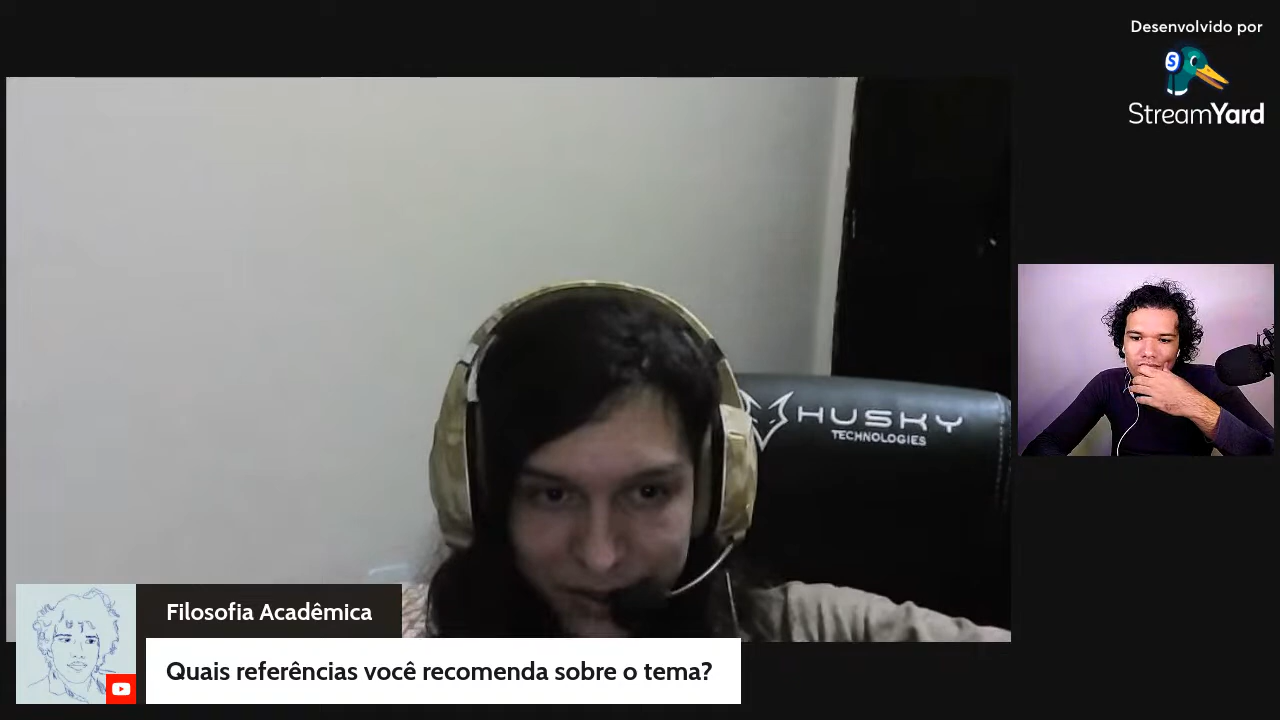 Desenvolvido por
StreamYard
HUSKY
TECHNOLOGIES
Filosofia Acadêmica
Quais referências você recomenda sobre o tema?